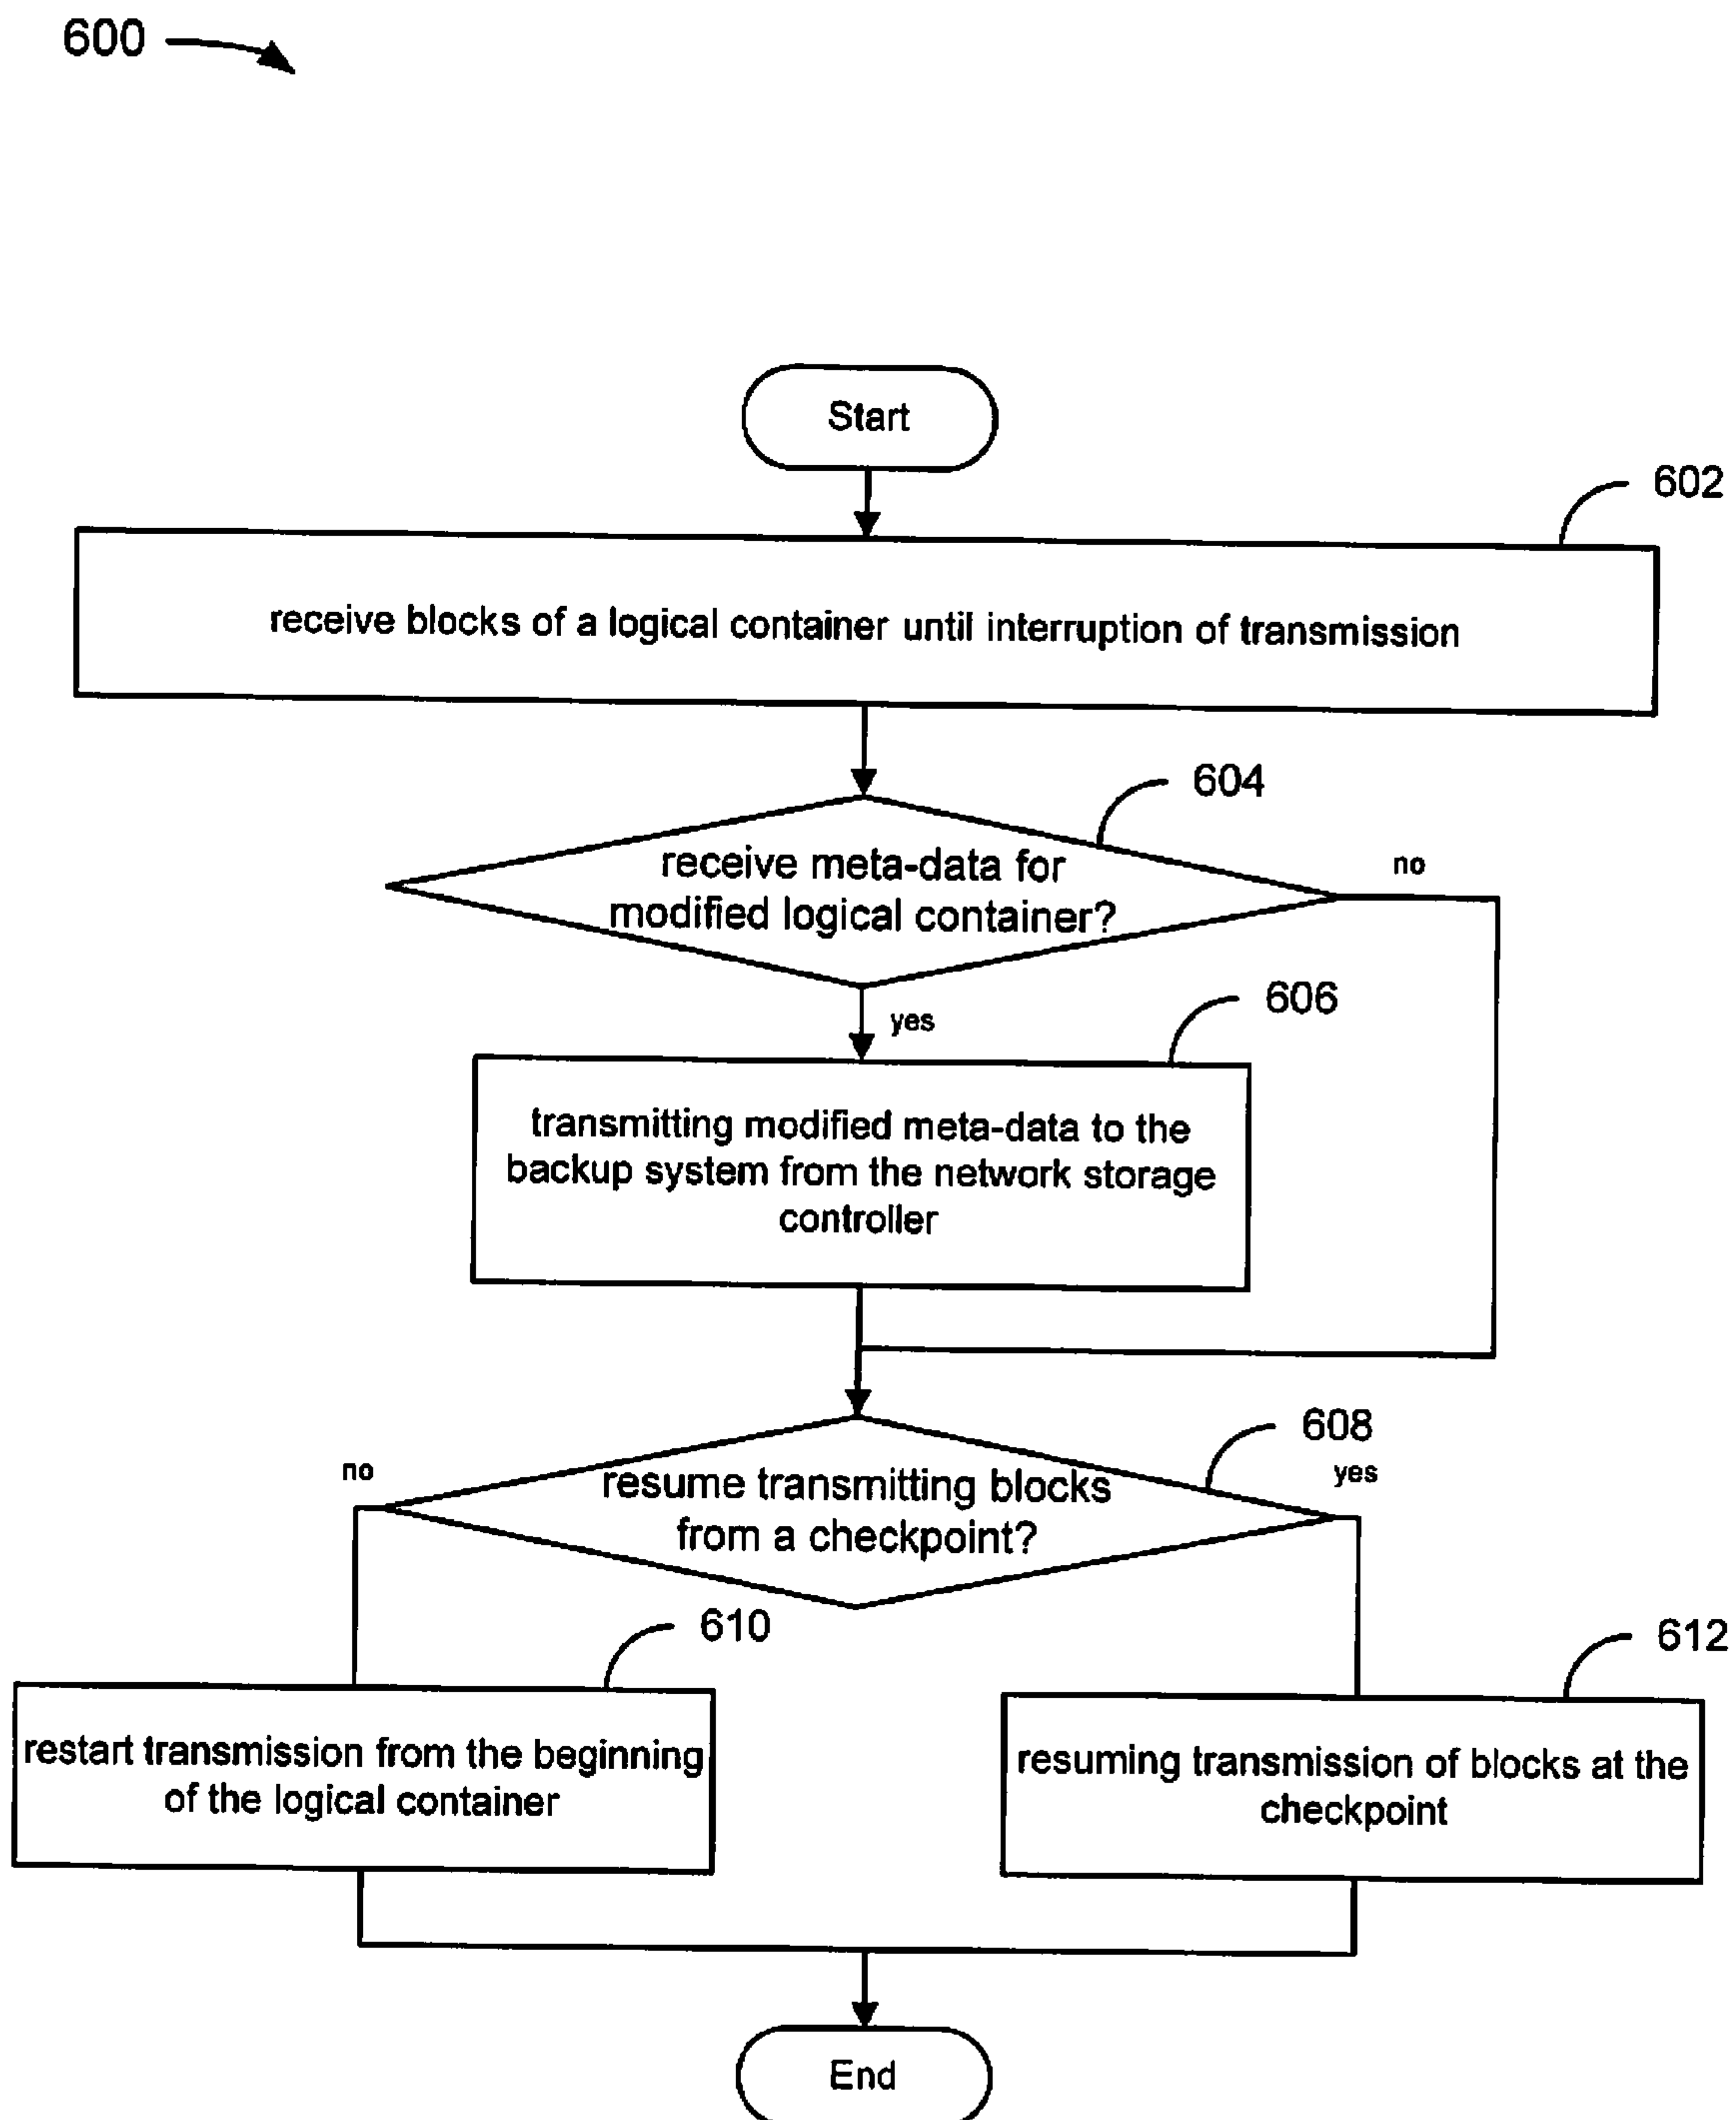 600
Start
602
receive blocks of a logical container until interruption of transmission
604
receive meta-data for
modified logical container?
no
yes
606
transmitting modified meta-data to the
backup system from the network storage
controller
608
no
yes
resume transmitting blocks
from a checkpoint?
610
612
restart transmission from the beginning
of the logical container
resuming transmission of blocks at the
checkpoint
End